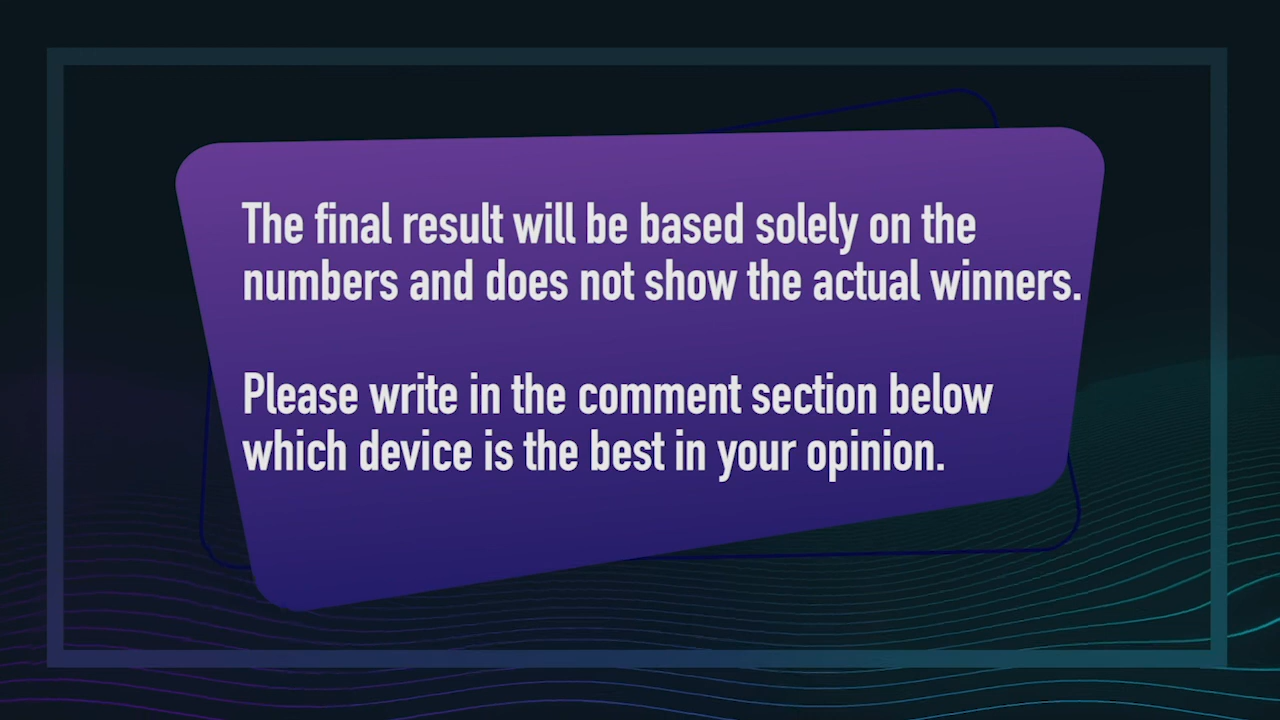 The final result will be based solely on the
numbers and does not show the actual winners.
Please write in the comment section below
which device is the best in your opinion.